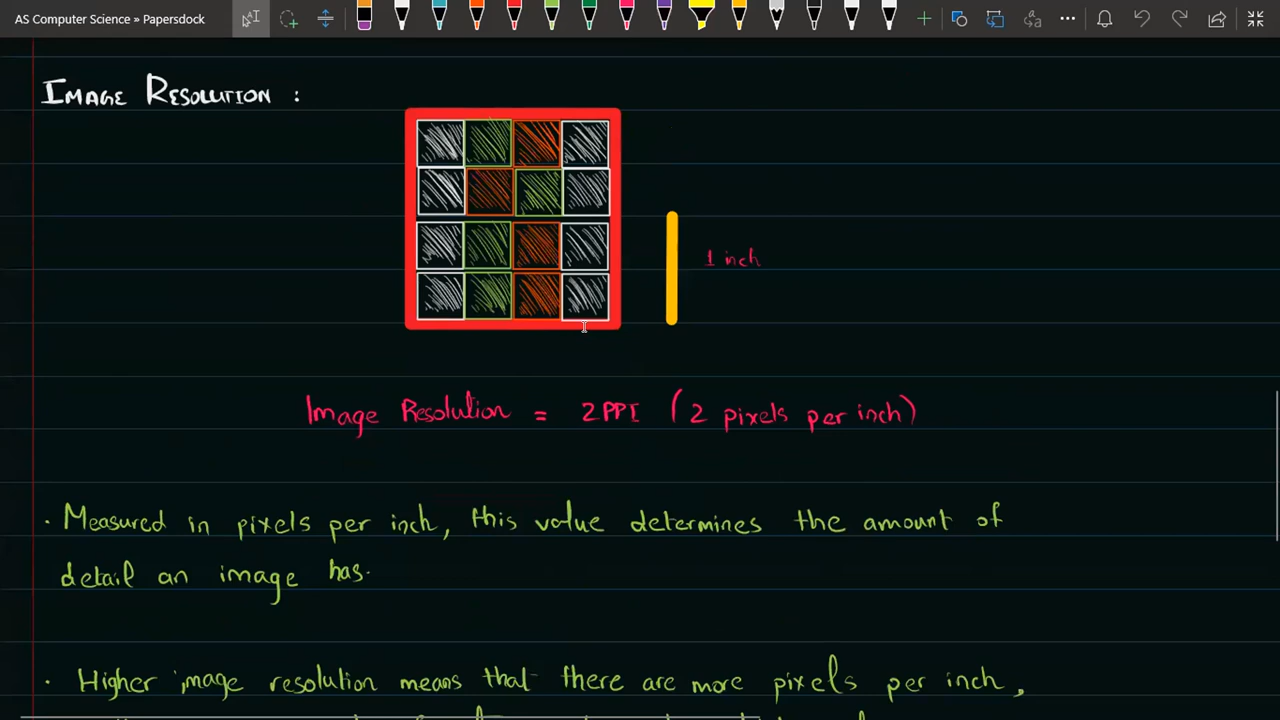 AS Computer Science » Papersdock
IMAGE RESOLUTION :
1 inch
Image Resolution = 2PPI (2 pixels per inch)
· Measured in pixels per inch, this value determines the amount of
detail an image has.
· Higher image resolution means that there are more pixels per inch,